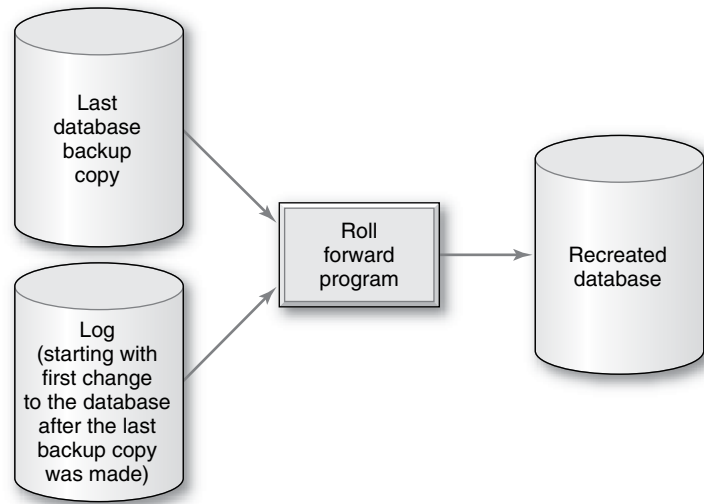 Last
database
backup
copy
Log
(starting with
first change
to the database
after the last
backup copy
was made)
Roll
forward
program
Recreated
database